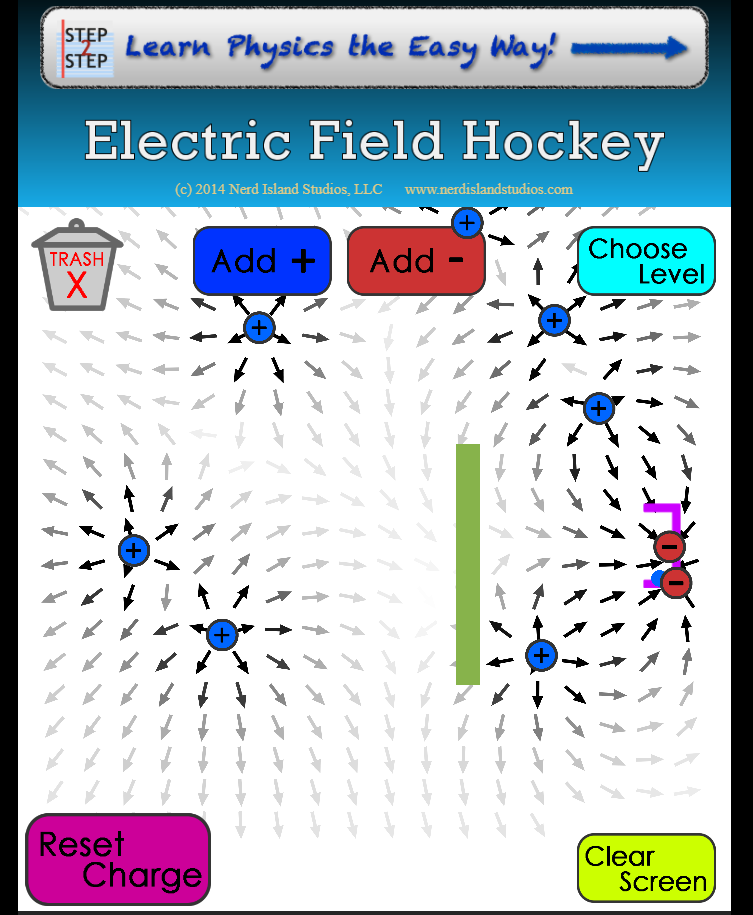 STEP
2
STEP
Learn Physics the Easy Way!
Electric Field Hockey
(c) 2014 Nerd Island Studios, LLC www.nerdislandstudios.com
TRASH
X
Add +
Add -
Choose
Level
Reset
Charge
Clear
Screen